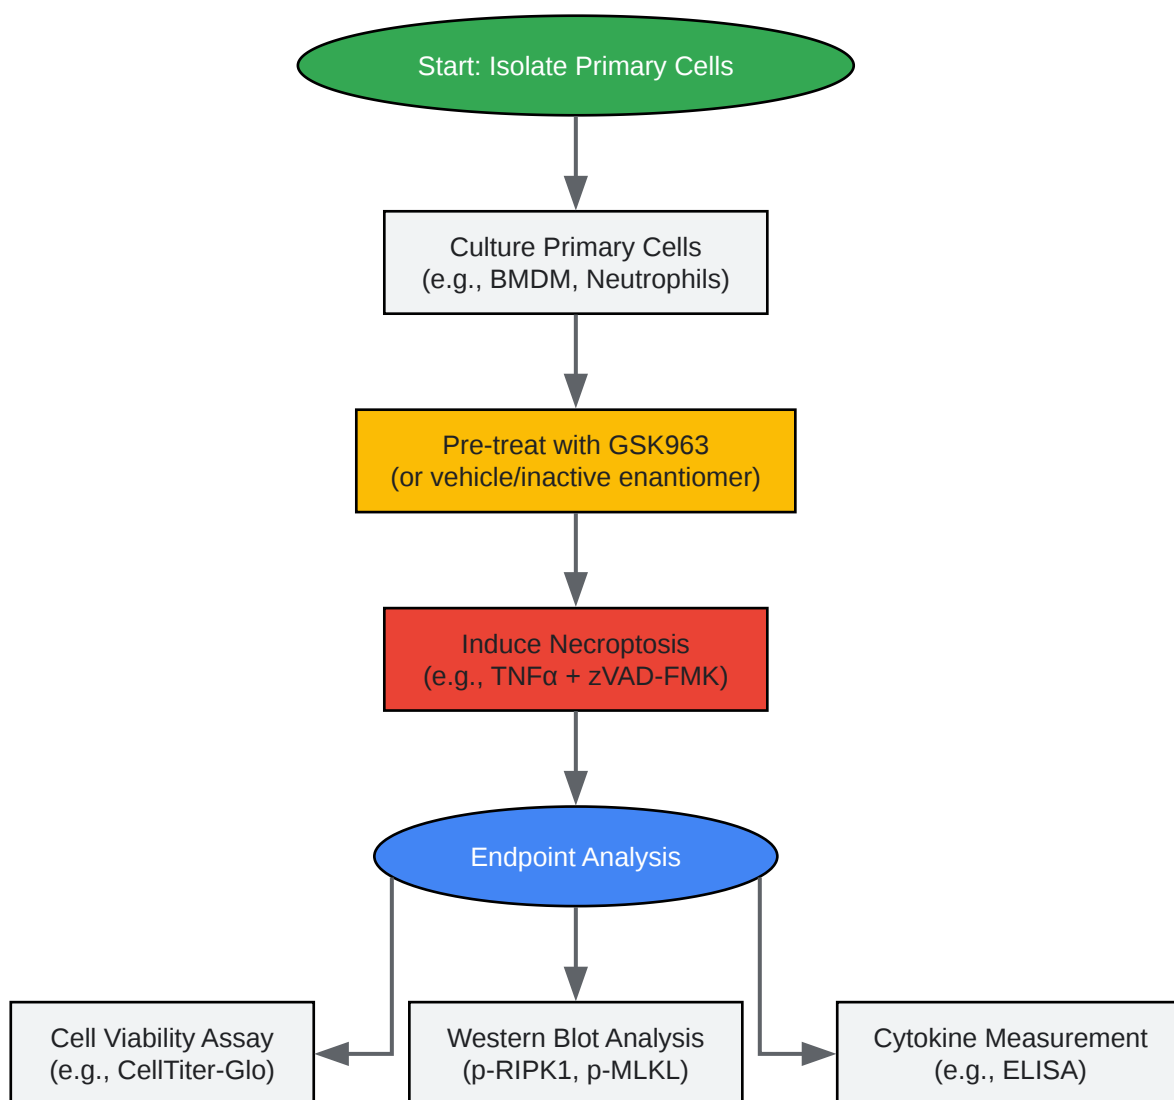 Start: Isolate Primary Cells
Culture Primary Cells
(e.g., BMDM, Neutrophils)
Pre-treat with GSK963
(or vehicle/inactive enantiomer)
Induce Necroptosis
(e.g., TNFα + zVAD-FMK)
Endpoint Analysis
Cell Viability Assay
(e.g., CellTiter-Glo)
Western Blot Analysis
(p-RIPK1, p-MLKL)
Cytokine Measurement
(e.g., ELISA)